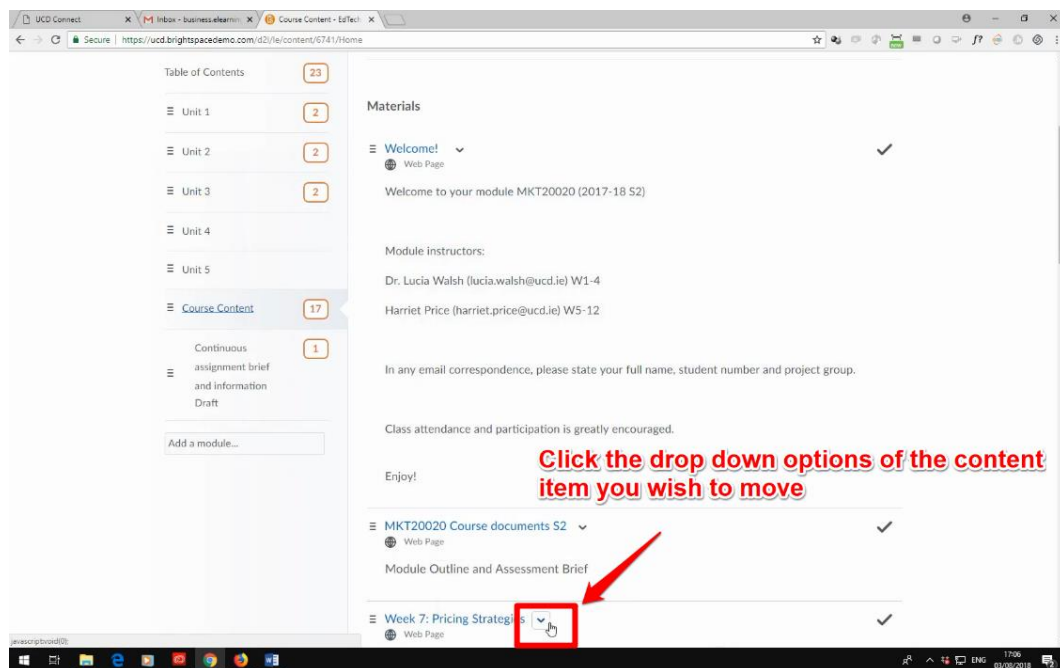 UCD Connect
Inbox - business.elearnin
Course Content - EdTech
Secure | https://ucd.brightspacedemo.com/d2l/le/content/6741/Home
f?
Table of Contents 23
Unit 1 2
Unit 2 2
Unit 3 2
Unit 4
Unit 5
Course Content 17
Continuous
assignment brief
and information
Draft
1
Add a module...
Materials
Welcome!
Web Page
Welcome to your module MKT20020 (2017-18 S2)
Module instructors:
Dr. Lucia Walsh (lucia.walsh@ucd.ie) W1-4
Harriet Price (harriet.price@ucd.ie) W5-12
In any email correspondence, please state your full name, student number and project group.
Class attendance and participation is greatly encouraged.
Enjoy!
Click the drop down options of the content
item you wish to move
MKT20020 Course documents S2
Web Page
Module Outline and Assessment Brief
Week 7: Pricing Strategies
Web Page
javascript:void(0);
ENG
17:06
03/08/2018